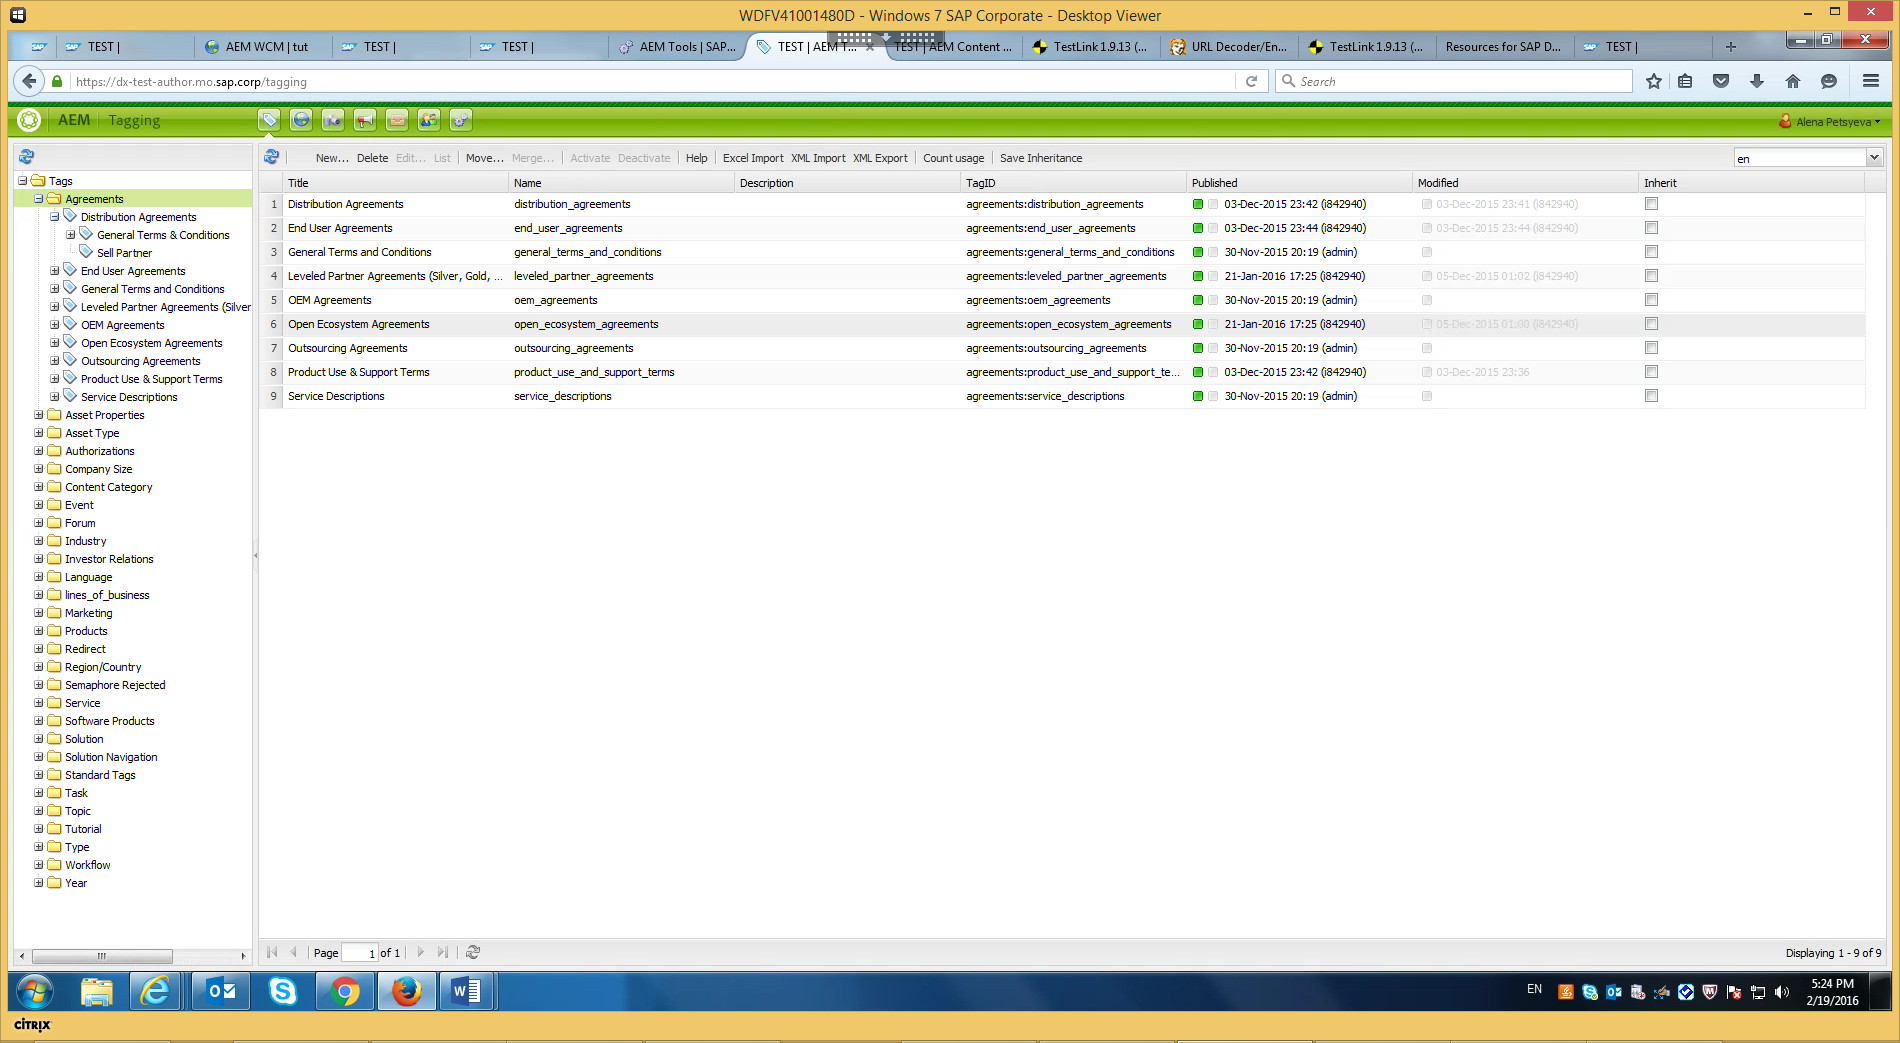 WDFV41001480D - Windows 7 SAP Corporate - Desktop Viewer
TEST |
AEM WCM | tut
TEST |
TEST |
AEM Tools | SAP...
TEST | AEM T...
TEST | AEM Content ...
TestLink 1.9.13 (...
URL Decoder/En...
TestLink 1.9.13 (...
Resources for SAP D...
TEST |
https://dx-test-author.mo.sap.corp/tagging
Search
AEM Tagging
Alena Petsyeva
New... Delete Edit... List Move... Merge... Activate Deactivate Help Excel Import XML Import XML Export Count usage Save Inheritance
en
Tags
Agreements
Distribution Agreements
General Terms & Conditions
Sell Partner
End User Agreements
General Terms and Conditions
Leveled Partner Agreements (Silver
OEM Agreements
Open Ecosystem Agreements
Outsourcing Agreements
Product Use & Support Terms
Service Descriptions
Asset Properties
Asset Type
Authorizations
Company Size
Content Category
Event
Forum
Industry
Investor Relations
Language
lines_of_business
Marketing
Products
Redirect
Region/Country
Semaphore Rejected
Service
Software Products
Solution
Solution Navigation
Standard Tags
Task
Topic
Tutorial
Type
Workflow
Year
Title Name Description TagID Published Modified Inherit
1 Distribution Agreements distribution_agreements agreements:distribution_agreements 03-Dec-2015 23:42 (i842940) 03-Dec-2015 23:41 (i842940)
2 End User Agreements end_user_agreements agreements:end_user_agreements 03-Dec-2015 23:44 (i842940) 03-Dec-2015 23:44 (i842940)
3 General Terms and Conditions general_terms_and_conditions agreements:general_terms_and_conditions 30-Nov-2015 20:19 (admin)
4 Leveled Partner Agreements (Silver, Gold, ... leveled_partner_agreements agreements:leveled_partner_agreements 21-Jan-2016 17:25 (i842940) 05-Dec-2015 01:02 (i842940)
5 OEM Agreements oem_agreements agreements:oem_agreements 30-Nov-2015 20:19 (admin)
6 Open Ecosystem Agreements open_ecosystem_agreements agreements:open_ecosystem_agreements 21-Jan-2016 17:25 (i842940) 05-Dec-2015 01:00 (i842940)
7 Outsourcing Agreements outsourcing_agreements agreements:outsourcing_agreements 30-Nov-2015 20:19 (admin)
8 Product Use & Support Terms product_use_and_support_terms agreements:product_use_and_support_te... 03-Dec-2015 23:42 (i842940) 03-Dec-2015 23:36
9 Service Descriptions service_descriptions agreements:service_descriptions 30-Nov-2015 20:19 (admin)
Page 1 of 1
Displaying 1 - 9 of 9
EN
5:24 PM
2/19/2016
CITRIX